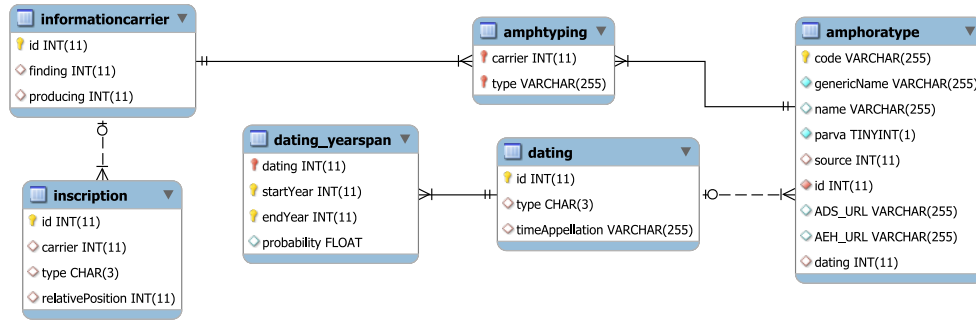 informationcarrier
id INT(11)
finding INT(11)
producing INT(11)
amphtyping
carrier INT(11)
type VARCHAR(255)
amphoratype
code VARCHAR(255)
genericName VARCHAR(255)
name VARCHAR(255)
parva TINYINT(1)
source INT(11)
id INT(11)
ADS_URL VARCHAR(255)
AEH_URL VARCHAR(255)
dating INT(11)
dating_yearspan
dating INT(11)
startYear INT(11)
endYear INT(11)
probability FLOAT
dating
id INT(11)
type CHAR(3)
timeAppellation VARCHAR(255)
inscription
id INT(11)
carrier INT(11)
type CHAR(3)
relativePosition INT(11)